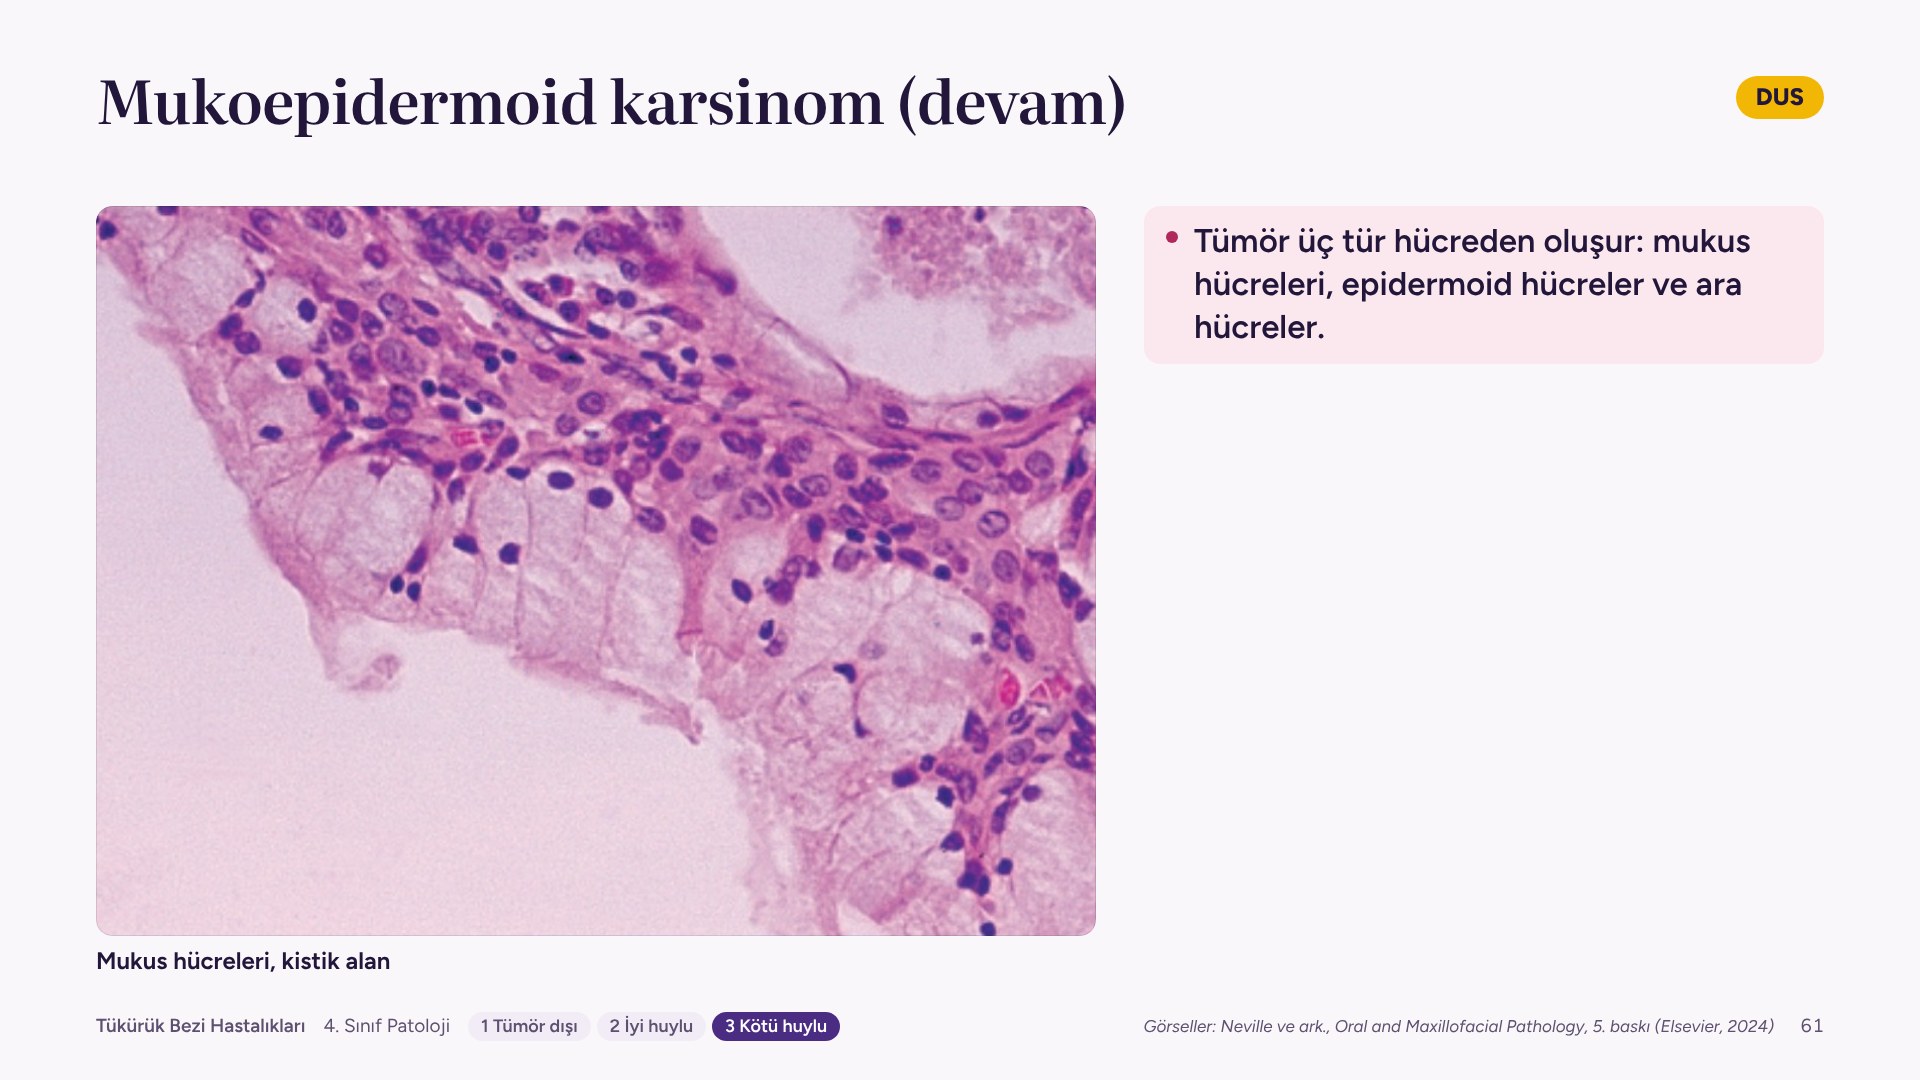 Mukoepidermoid karsinom (devam)
DUS
Tümör üç tür hücreden oluşur: mukus
hücreleri, epidermoid hücreler ve ara
hücreler.
Mukus hücreleri, kistik alan
Tükürük Bezi Hastalıkları 4. Sınıf Patoloji 1 Tümör dışı 2 İyi huylu 3 Kötü huylu
Görseller: Neville ve ark., Oral and Maxillofacial Pathology, 5. baskı (Elsevier, 2024) 61